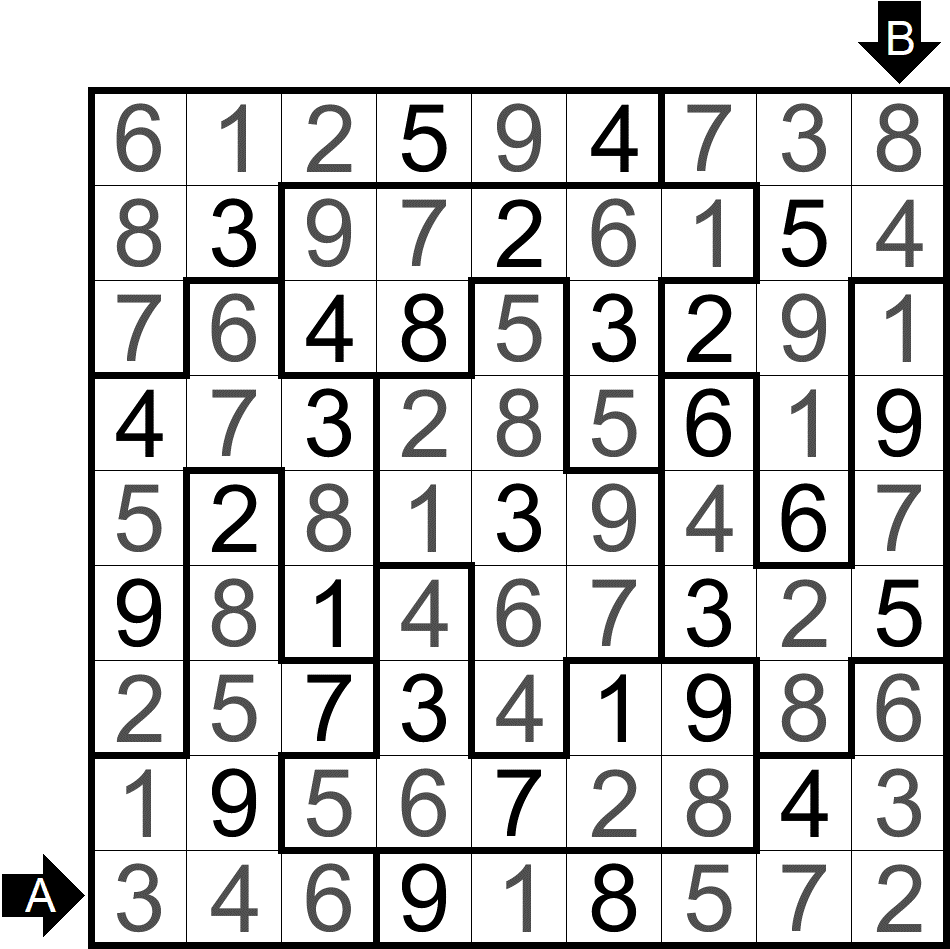 B
6 1 2 5 9 4 7 3 8
8 3 9 7 2 6 1 5 4
7 6 4 8 5 3 2 9 1
4 7 3 2 8 5 6 1 9
5 2 8 1 3 9 4 6 7
9 8 1 4 6 7 3 2 5
2 5 7 3 4 1 9 8 6
1 9 5 6 7 2 8 4 3
A 3 4 6 9 1 8 5 7 2